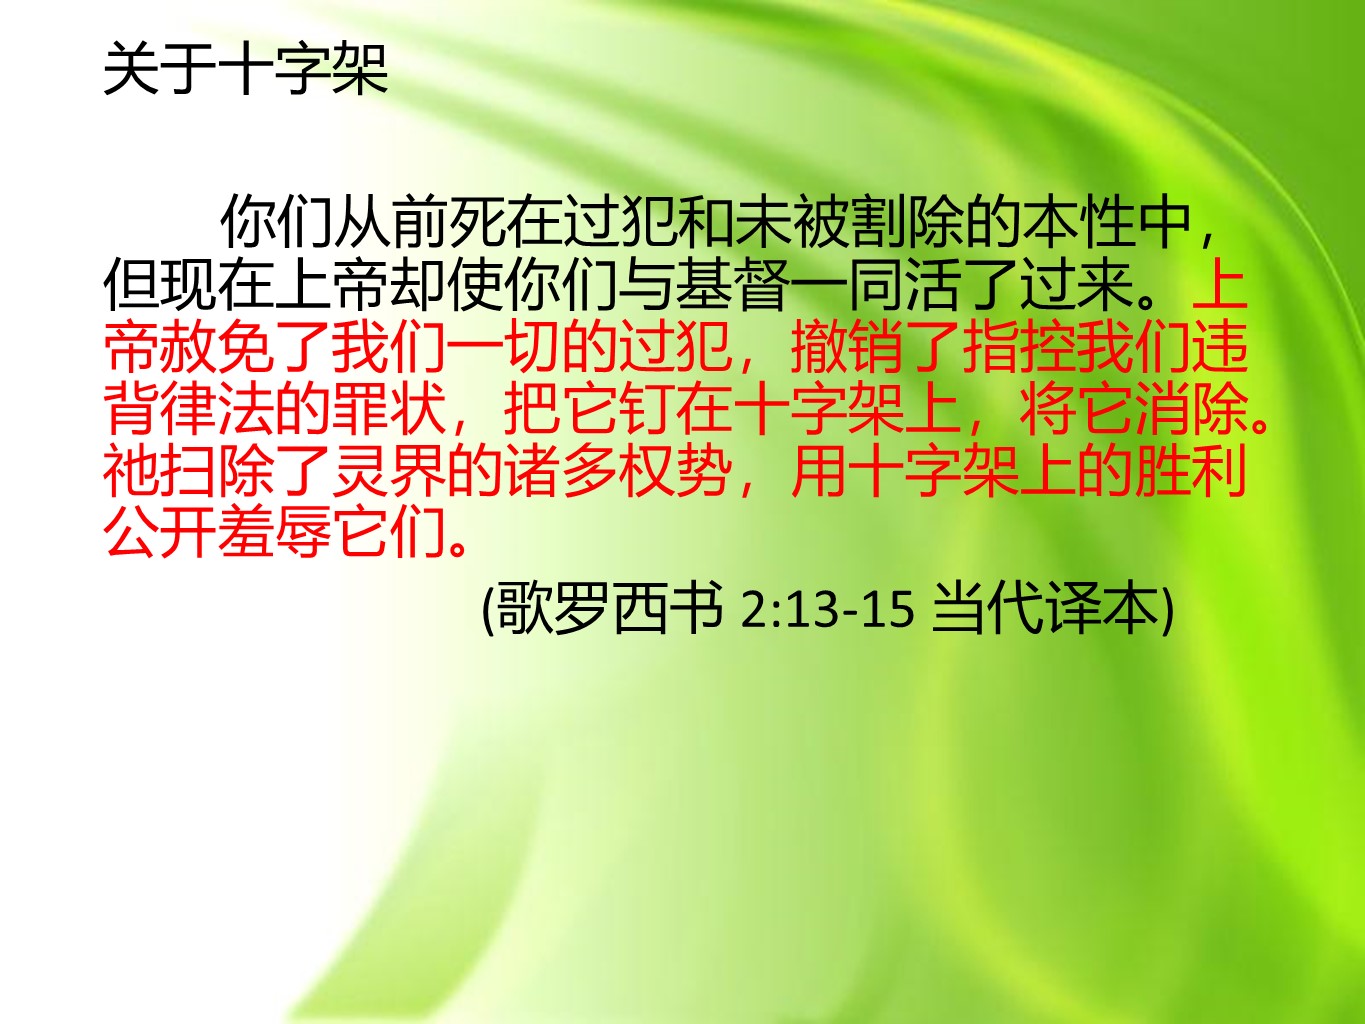 关于十字架
你们从前死在过犯和未被割除的本性中，
但现在上帝却使你们与基督一同活了过来。上
帝赦免了我们一切的过犯，撤销了指控我们违
背律法的罪状，把它钉在十字架上，将它消除。
祂扫除了灵界的诸多权势，用十字架上的胜利
公开羞辱它们。
(歌罗西书 2:13-15 当代译本)